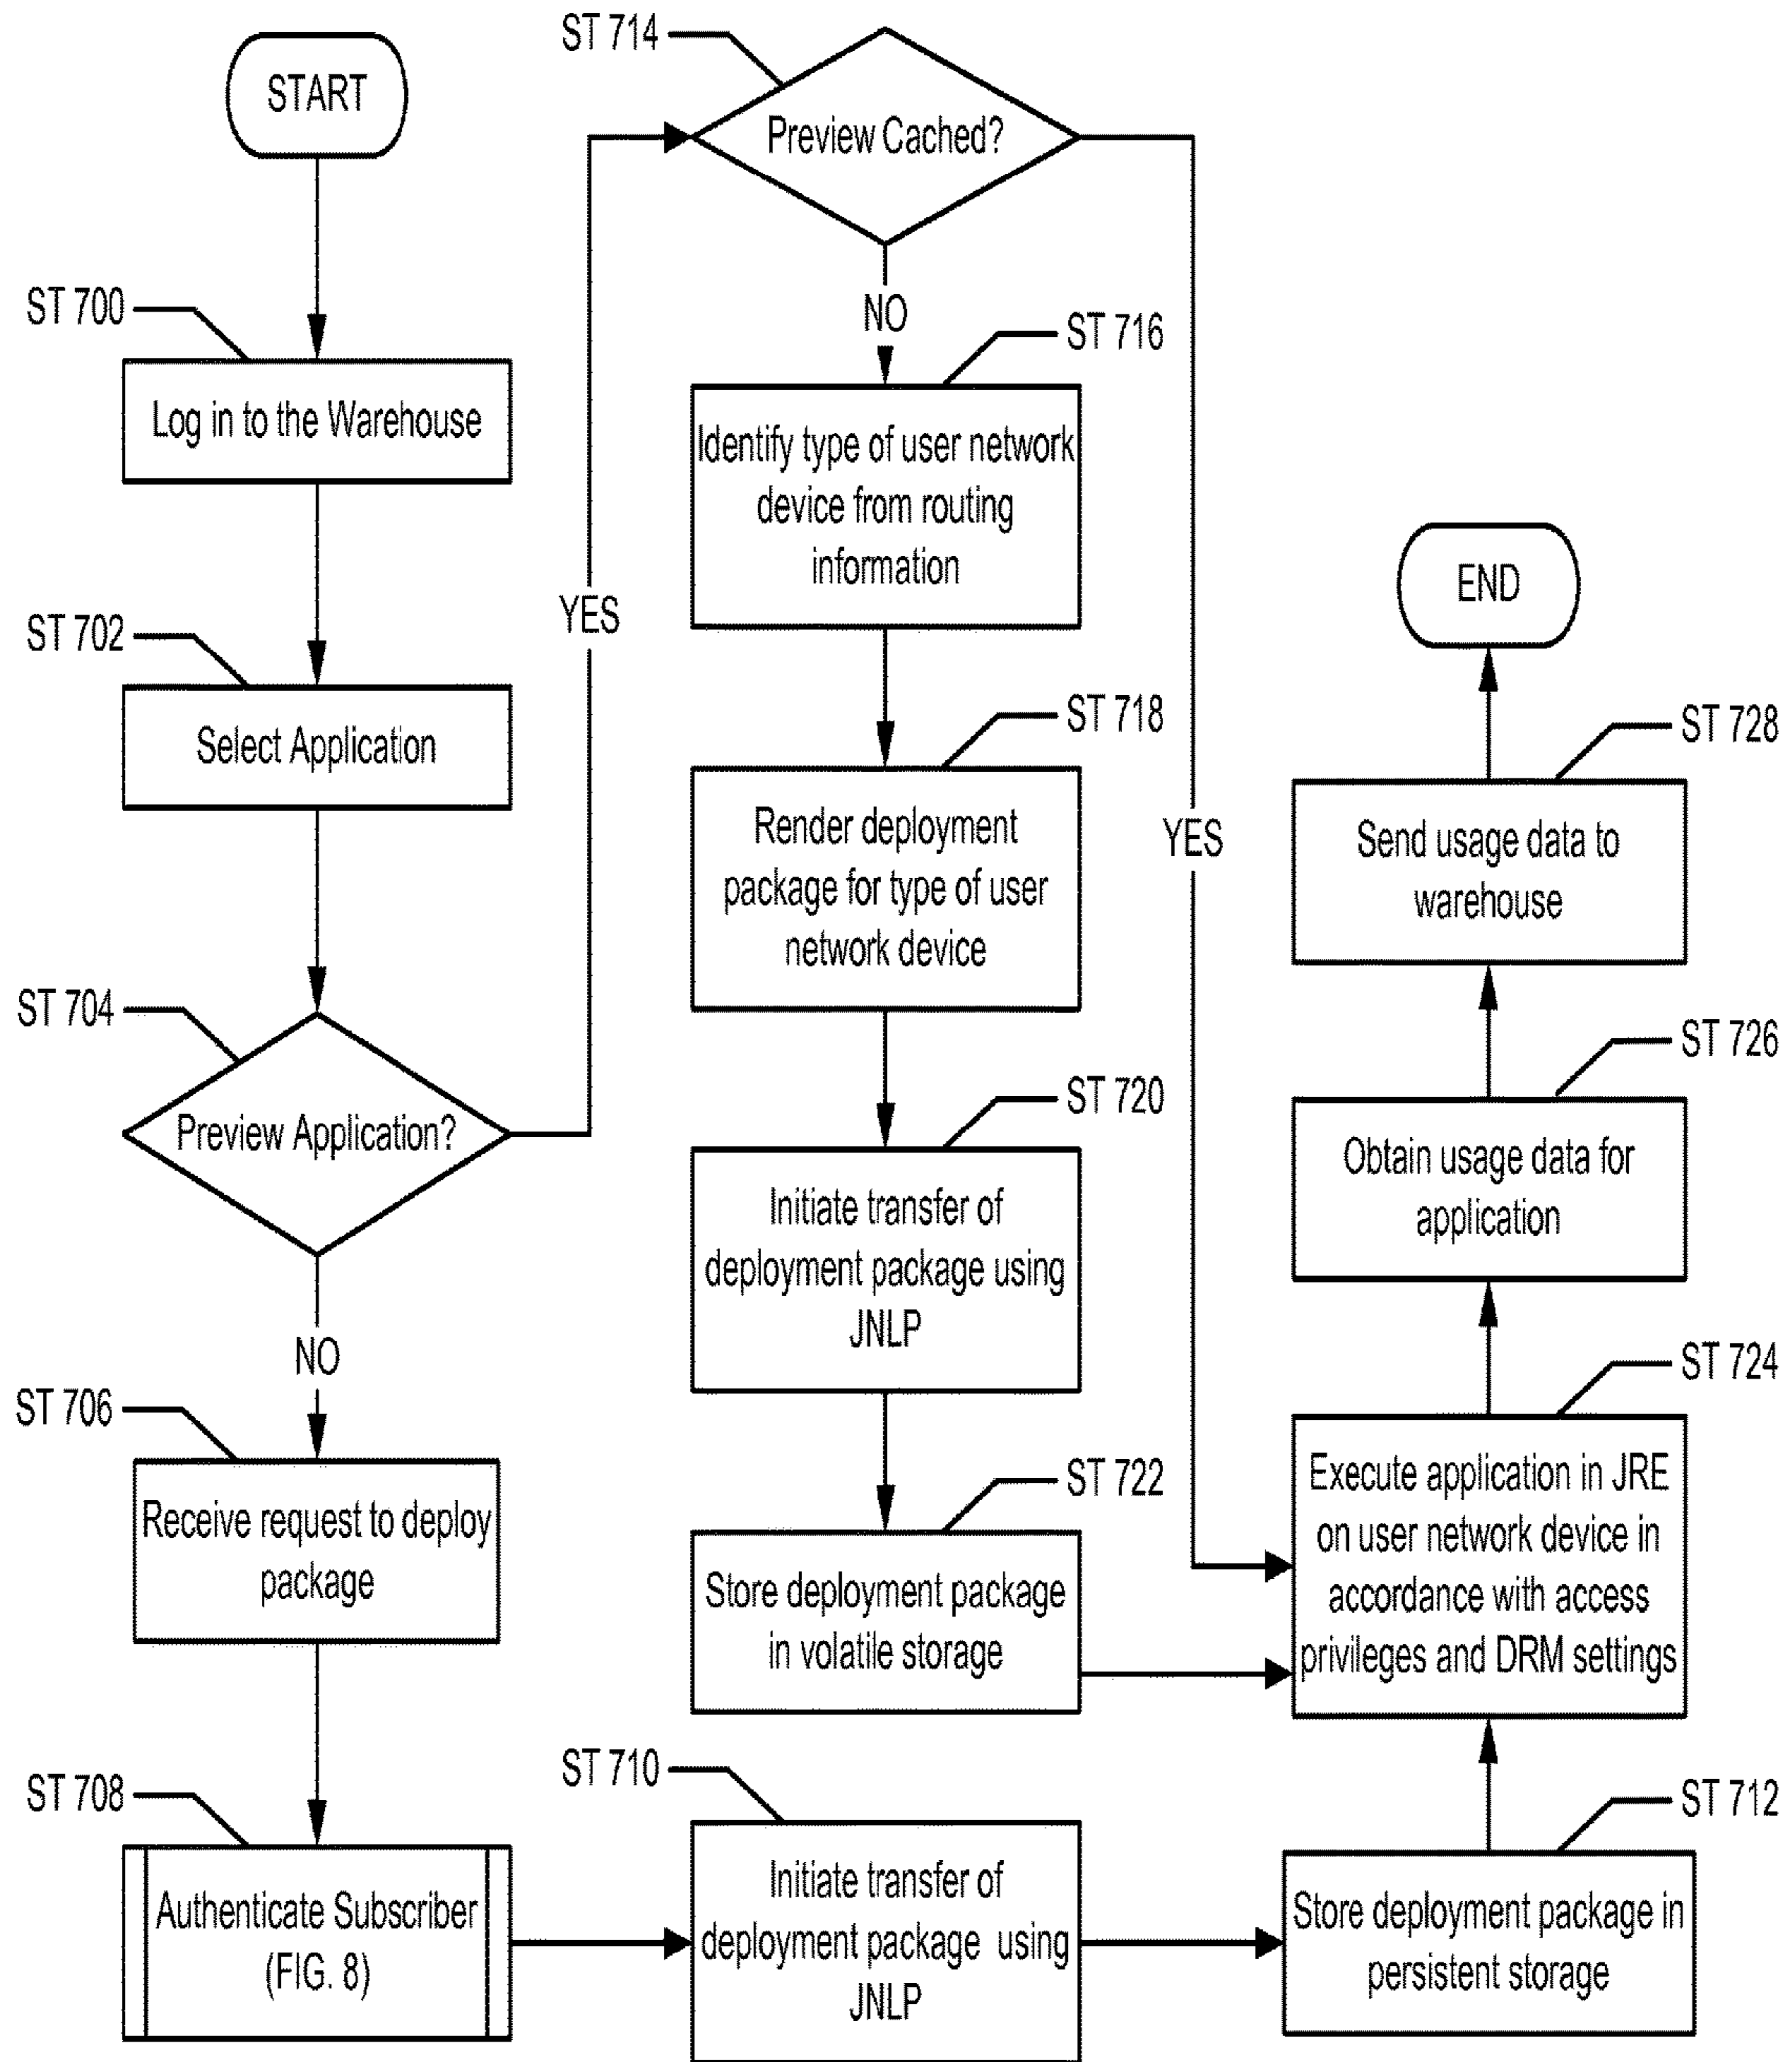 START
ST 700
Log in to the Warehouse
ST 702
Select Application
ST 704
Preview Application?
YES
NO
ST 706
Receive request to deploy
package
ST 708
Authenticate Subscriber
(FIG. 8)
ST 710
Initiate transfer of
deployment package using
JNLP
ST 712
Store deployment package in
persistent storage
ST 714
Preview Cached?
YES
NO
ST 716
Identify type of user network
device from routing
information
ST 718
Render deployment
package for type of user
network device
ST 720
Initiate transfer of
deployment package using
JNLP
ST 722
Store deployment package
in volatile storage
ST 724
Execute application in JRE
on user network device in
accordance with access
privileges and DRM settings
ST 726
Obtain usage data for
application
ST 728
Send usage data to
warehouse
END